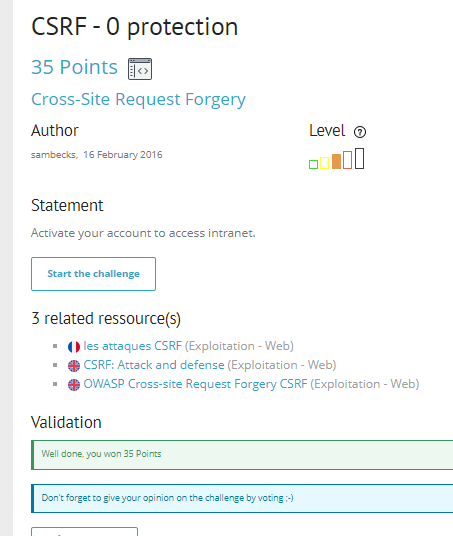 CSRF - 0 protection
35 Points
Cross-Site Request Forgery
Author
Level
sambecks, 16 February 2016
Statement
Activate your account to access intranet.
Start the challenge
3 related ressource(s)
les attaques CSRF (Exploitation - Web)
CSRF: Attack and defense (Exploitation - Web)
OWASP Cross-site Request Forgery CSRF (Exploitation - Web)
Validation
Well done, you won 35 Points
Don't forget to give your opinion on the challenge by voting ;-)